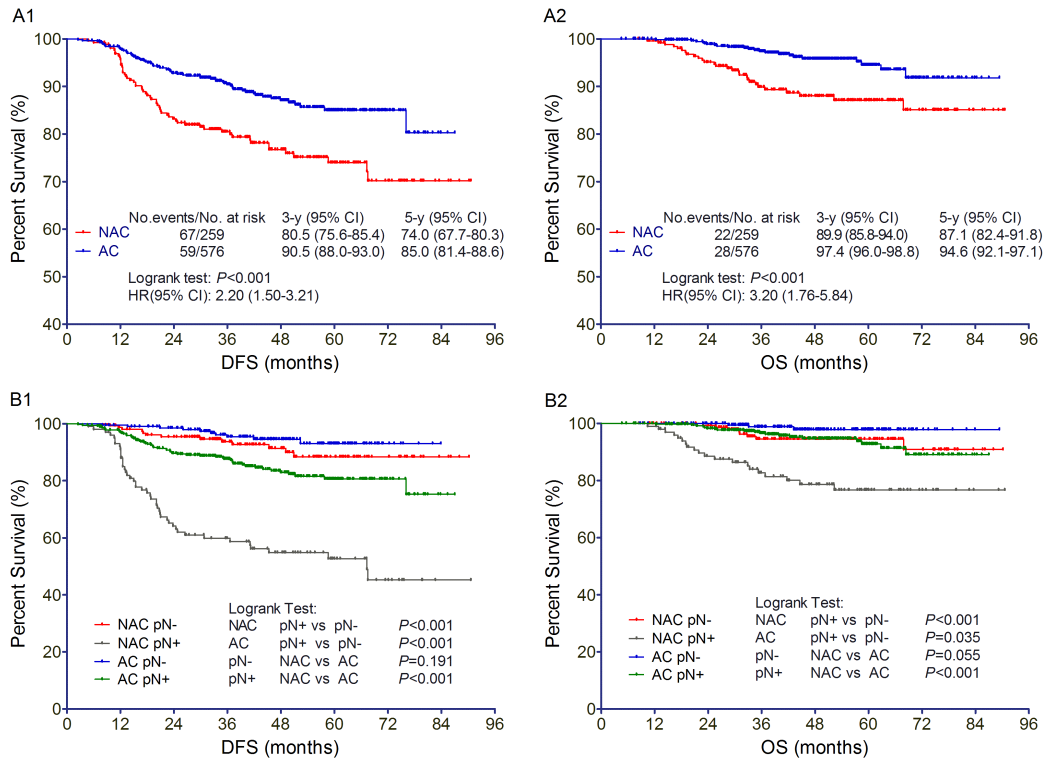 A1
Percent Survival (%)
100
90
80
70
60
50
40
No.events/No. at risk 3-y (95% CI) 5-y (95% CI)
NAC 67/259 80.5 (75.6-85.4) 74.0 (67.7-80.3)
AC 59/576 90.5 (88.0-93.0) 85.0 (81.4-88.6)
Logrank test: P<0.001
HR(95% CI): 2.20 (1.50-3.21)
0 12 24 36 48 60 72 84 96
DFS (months)
A2
Percent Survival (%)
100
90
80
70
60
50
40
No.events/No. at risk 3-y (95% CI) 5-y (95% CI)
NAC 22/259 89.9 (85.8-94.0) 87.1 (82.4-91.8)
AC 28/576 97.4 (96.0-98.8) 94.6 (92.1-97.1)
Logrank test: P<0.001
HR(95% CI): 3.20 (1.76-5.84)
0 12 24 36 48 60 72 84 96
OS (months)
B1
Percent Survival (%)
100
80
60
40
20
0
Logrank Test:
NAC pN- NAC pN+ vs pN- P<0.001
NAC pN+ AC pN+ vs pN- P<0.001
AC pN- pN- NAC vs AC P=0.191
AC pN+ pN+ NAC vs AC P<0.001
0 12 24 36 48 60 72 84 96
DFS (months)
B2
Percent Survival (%)
100
80
60
40
20
0
Logrank Test:
NAC pN- NAC pN+ vs pN- P<0.001
NAC pN+ AC pN+ vs pN- P=0.035
AC pN- pN- NAC vs AC P=0.055
AC pN+ pN+ NAC vs AC P<0.001
0 12 24 36 48 60 72 84 96
OS (months)